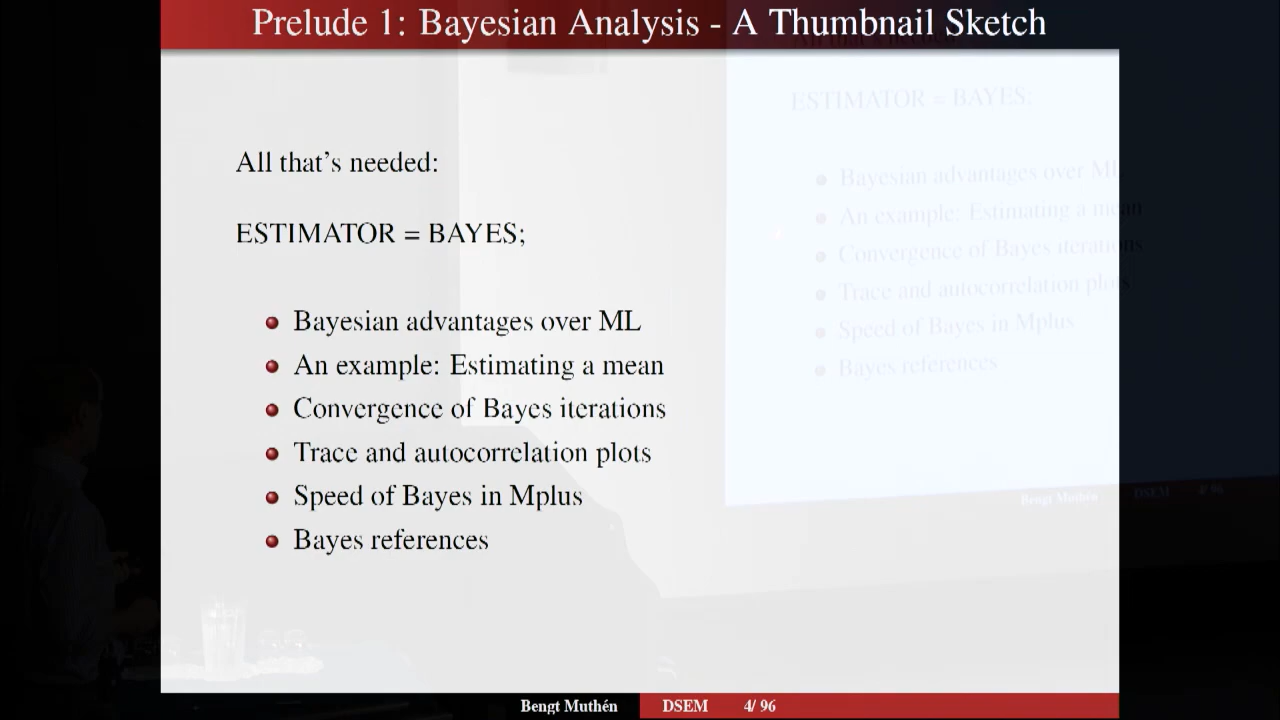 Prelude 1: Bayesian Analysis - A Thumbnail Sketch
All that's needed:
ESTIMATOR = BAYES;
Bayesian advantages over ML
An example: Estimating a mean
Convergence of Bayes iterations
Trace and autocorrelation plots
Speed of Bayes in Mplus
Bayes references
Bengt Muthén DSEM 4/ 96
ESTIMATOR = BAYES;
Bayesian advantages over ML
An example: Estimating a mean
Convergence of Bayes iterations
Trace and autocorrelation plots
Speed of Bayes in Mplus
Bayes references
Bengt Muthén DSEM 4/ 96